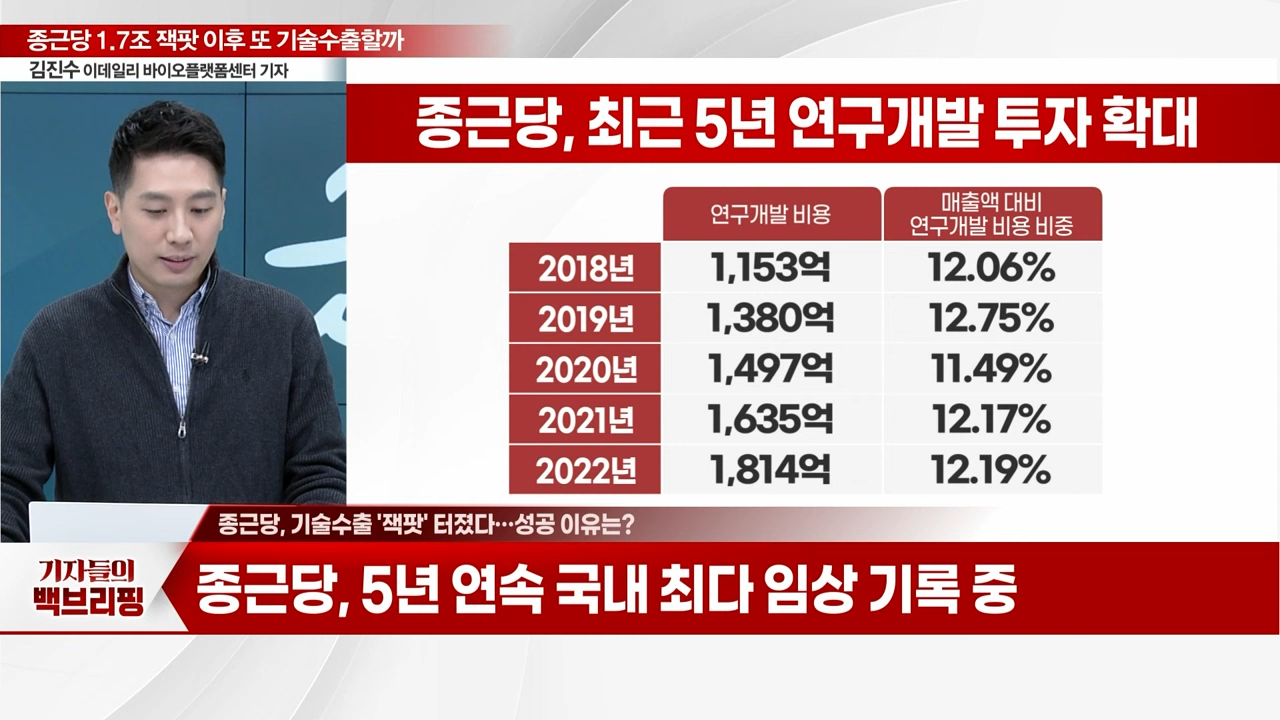 종근당 1.7조 잭팟 이후 또 기술수출할까
김진수 이데일리 바이오플랫폼센터 기자
종근당, 최근 5년 연구개발 투자 확대
연구개발 비용
매출액 대비
연구개발 비용 비중
2018년 1,153억 12.06%
2019년 1,380억 12.75%
2020년 1,497억 11.49%
2021년 1,635억 12.17%
2022년 1,814억 12.19%
종근당, 기술수출 '잭팟' 터졌다…성공 이유는?
기자들의
백브리핑
종근당, 5년 연속 국내 최다 임상 기록 중